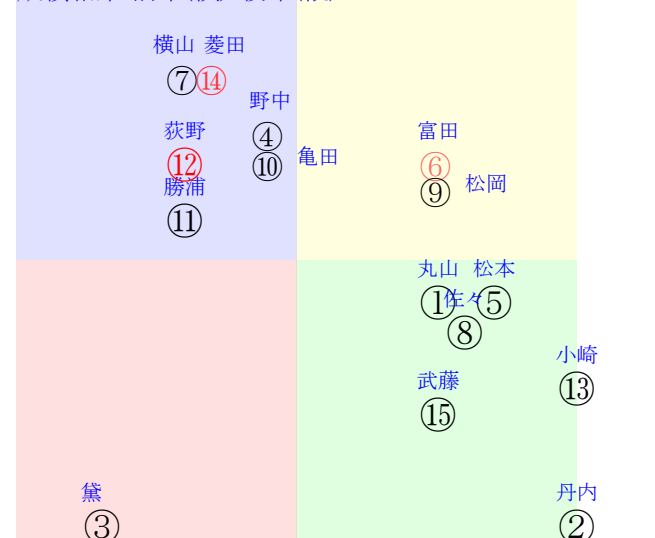 横山 菱田
⑦⑭
野中
荻野 ④ 富田
⑫ ⑩ 亀田 ⑥
勝浦 ⑨ 松岡
⑪
丸山 松本
①佐々⑤
⑧
小崎
武藤 ⑬
⑮
黛 丹内
③ ②